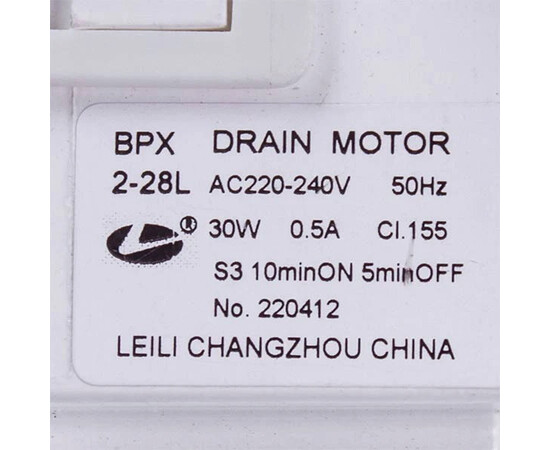 BPX DRAIN MOTOR
2-28L AC220-240V 50Hz
® 30W 0.5A Cl.155
S3 10minON 5minOFF
No. 220412
LEILI CHANGZHOU CHINA